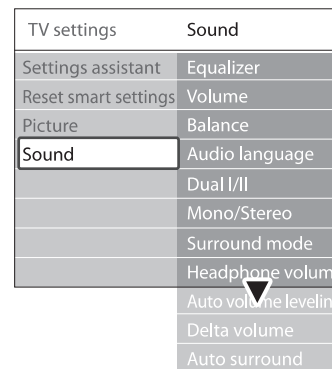 TV settings
Settings assistant
Reset smart settings
Picture
Sound
Sound
Equalizer
Volume
Balance
Audio language
Dual I/II
Mono/Stereo
Surround mode
Headphone volum
Auto volume levelin
Delta volume
Auto surround